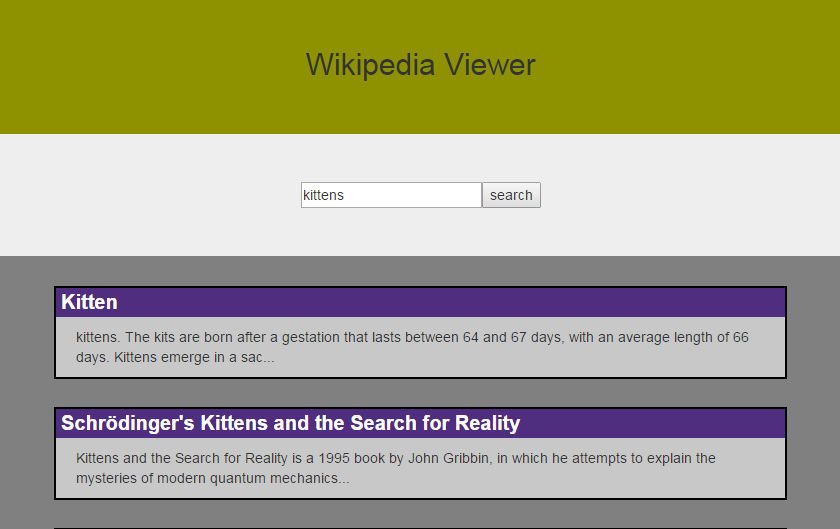 Wikipedia Viewer
kittens search
Kitten
kittens. The kits are born after a gestation that lasts between 64 and 67 days, with an average length of 66
days. Kittens emerge in a sac...
Schrödinger's Kittens and the Search for Reality
Kittens and the Search for Reality is a 1995 book by John Gribbin, in which he attempts to explain the
mysteries of modern quantum mechanics...